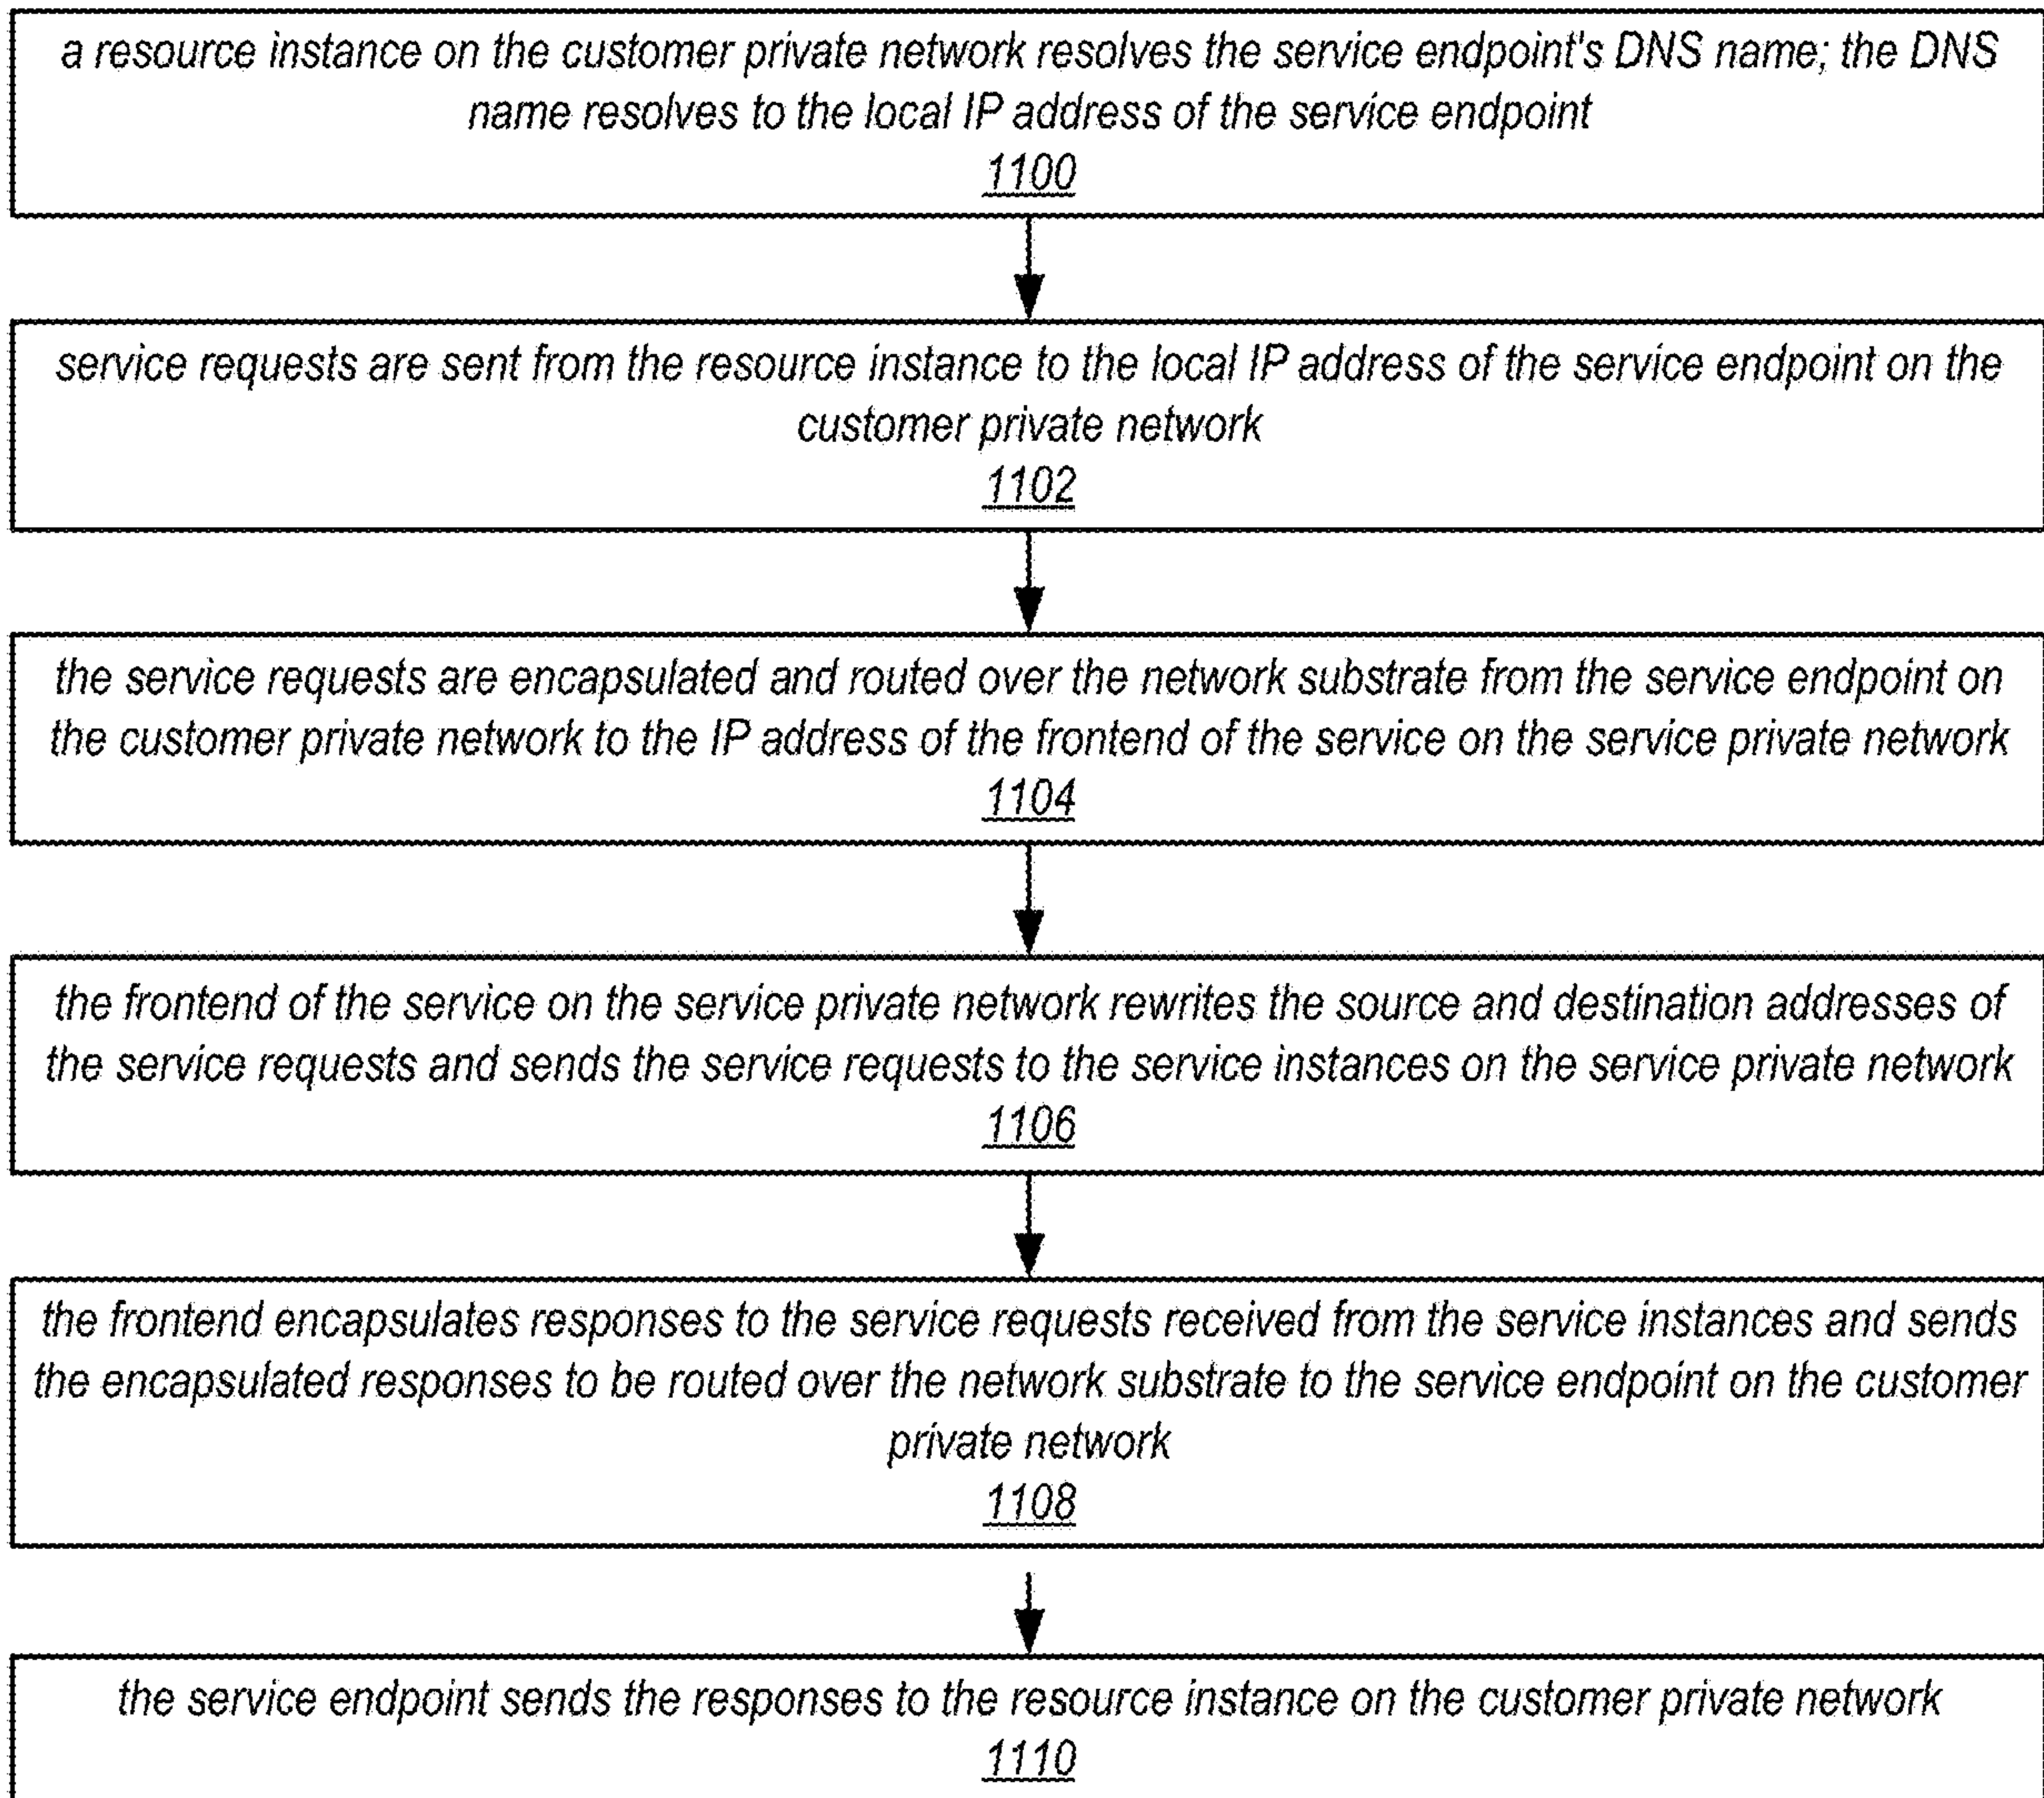 a resource instance on the customer private network resolves the service endpoint's DNS name; the DNS
name resolves to the local IP address of the service endpoint
1100
service requests are sent from the resource instance to the local IP address of the service endpoint on the
customer private network
1102
the service requests are encapsulated and routed over the network substrate from the service endpoint on
the customer private network to the IP address of the frontend of the service on the service private network
1104
the frontend of the service on the service private network rewrites the source and destination addresses of
the service requests and sends the service requests to the service instances on the service private network
1106
the frontend encapsulates responses to the service requests received from the service instances and sends
the encapsulated responses to be routed over the network substrate to the service endpoint on the customer
private network
1108
the service endpoint sends the responses to the resource instance on the customer private network
1110